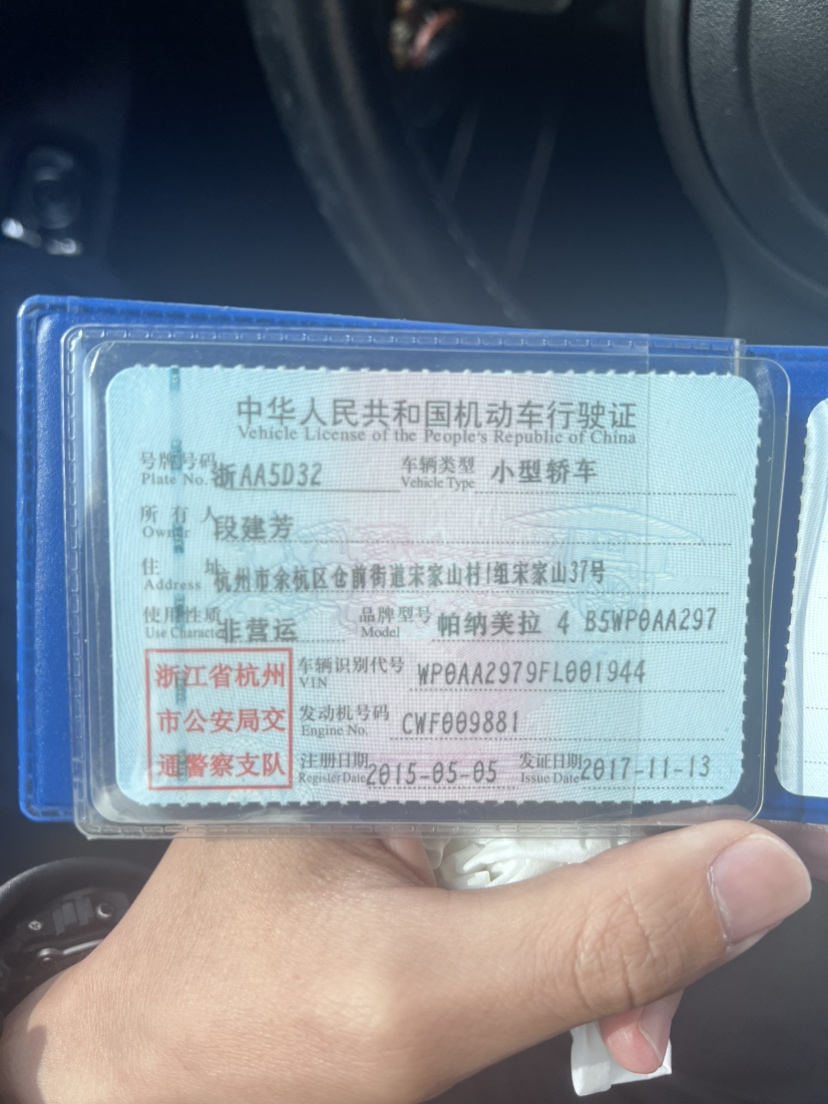 中华人民共和国机动车行驶证
Vehicle License of the People's Republic of China
号牌号码 浙AA5D32 车辆类型 小型轿车
Plate No. Vehicle Type
所有人 段建芳
Owner
住址 杭州市余杭区仓前街道宋家山村1组宋家山37号
Address
使用性质 非营运 品牌型号 帕纳美拉 4 B5WP0AA297
Use Character Model
浙江省杭州
市公安局交
通警察支队
车辆识别代号 WP0AA2979FL001944
VIN
发动机号码 CWF009881
Engine No.
注册日期 2015-05-05 发证日期 2017-11-13
Register Date Issue Date